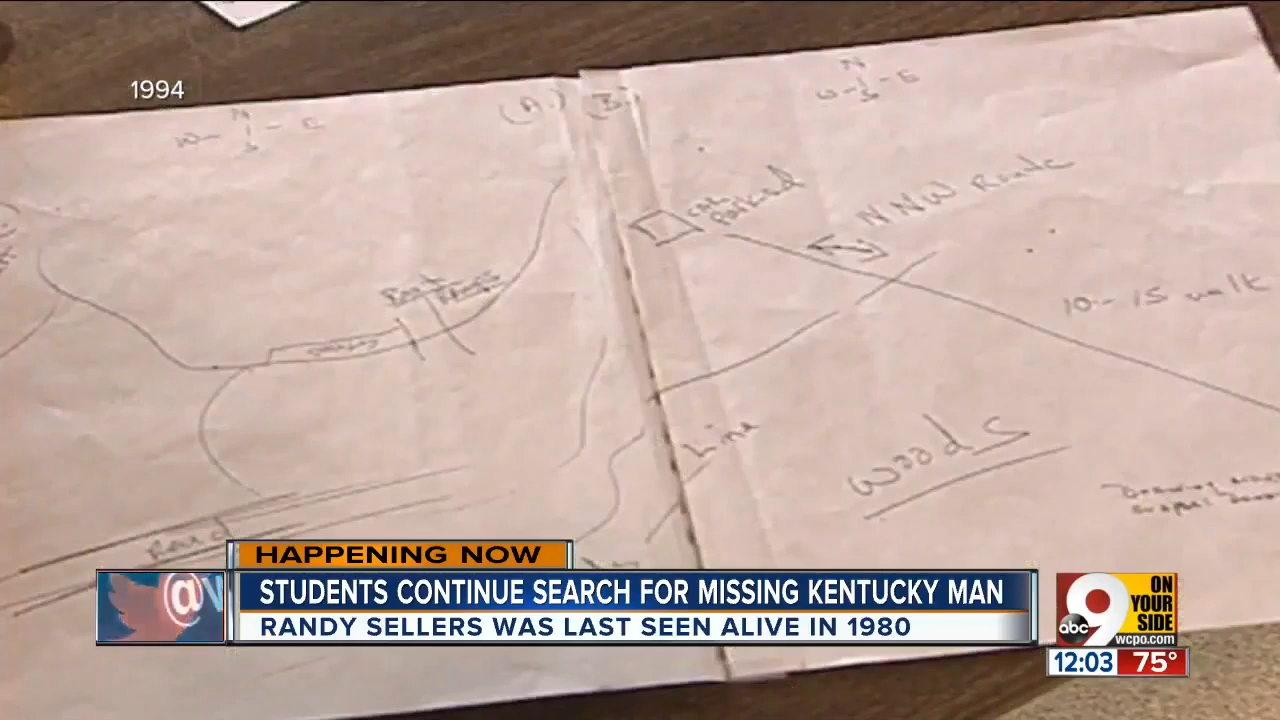 1994
N
W - | - E
S
(A.) (B.)
N
W - | - E
S
Car
Parked
NNW Route
10-15 walk
Line
Woods
Road
HAPPENING NOW
STUDENTS CONTINUE SEARCH FOR MISSING KENTUCKY MAN
RANDY SELLERS WAS LAST SEEN ALIVE IN 1980
@
abc 9 ON
YOUR
SIDE
wcpo.com
12:03 75°